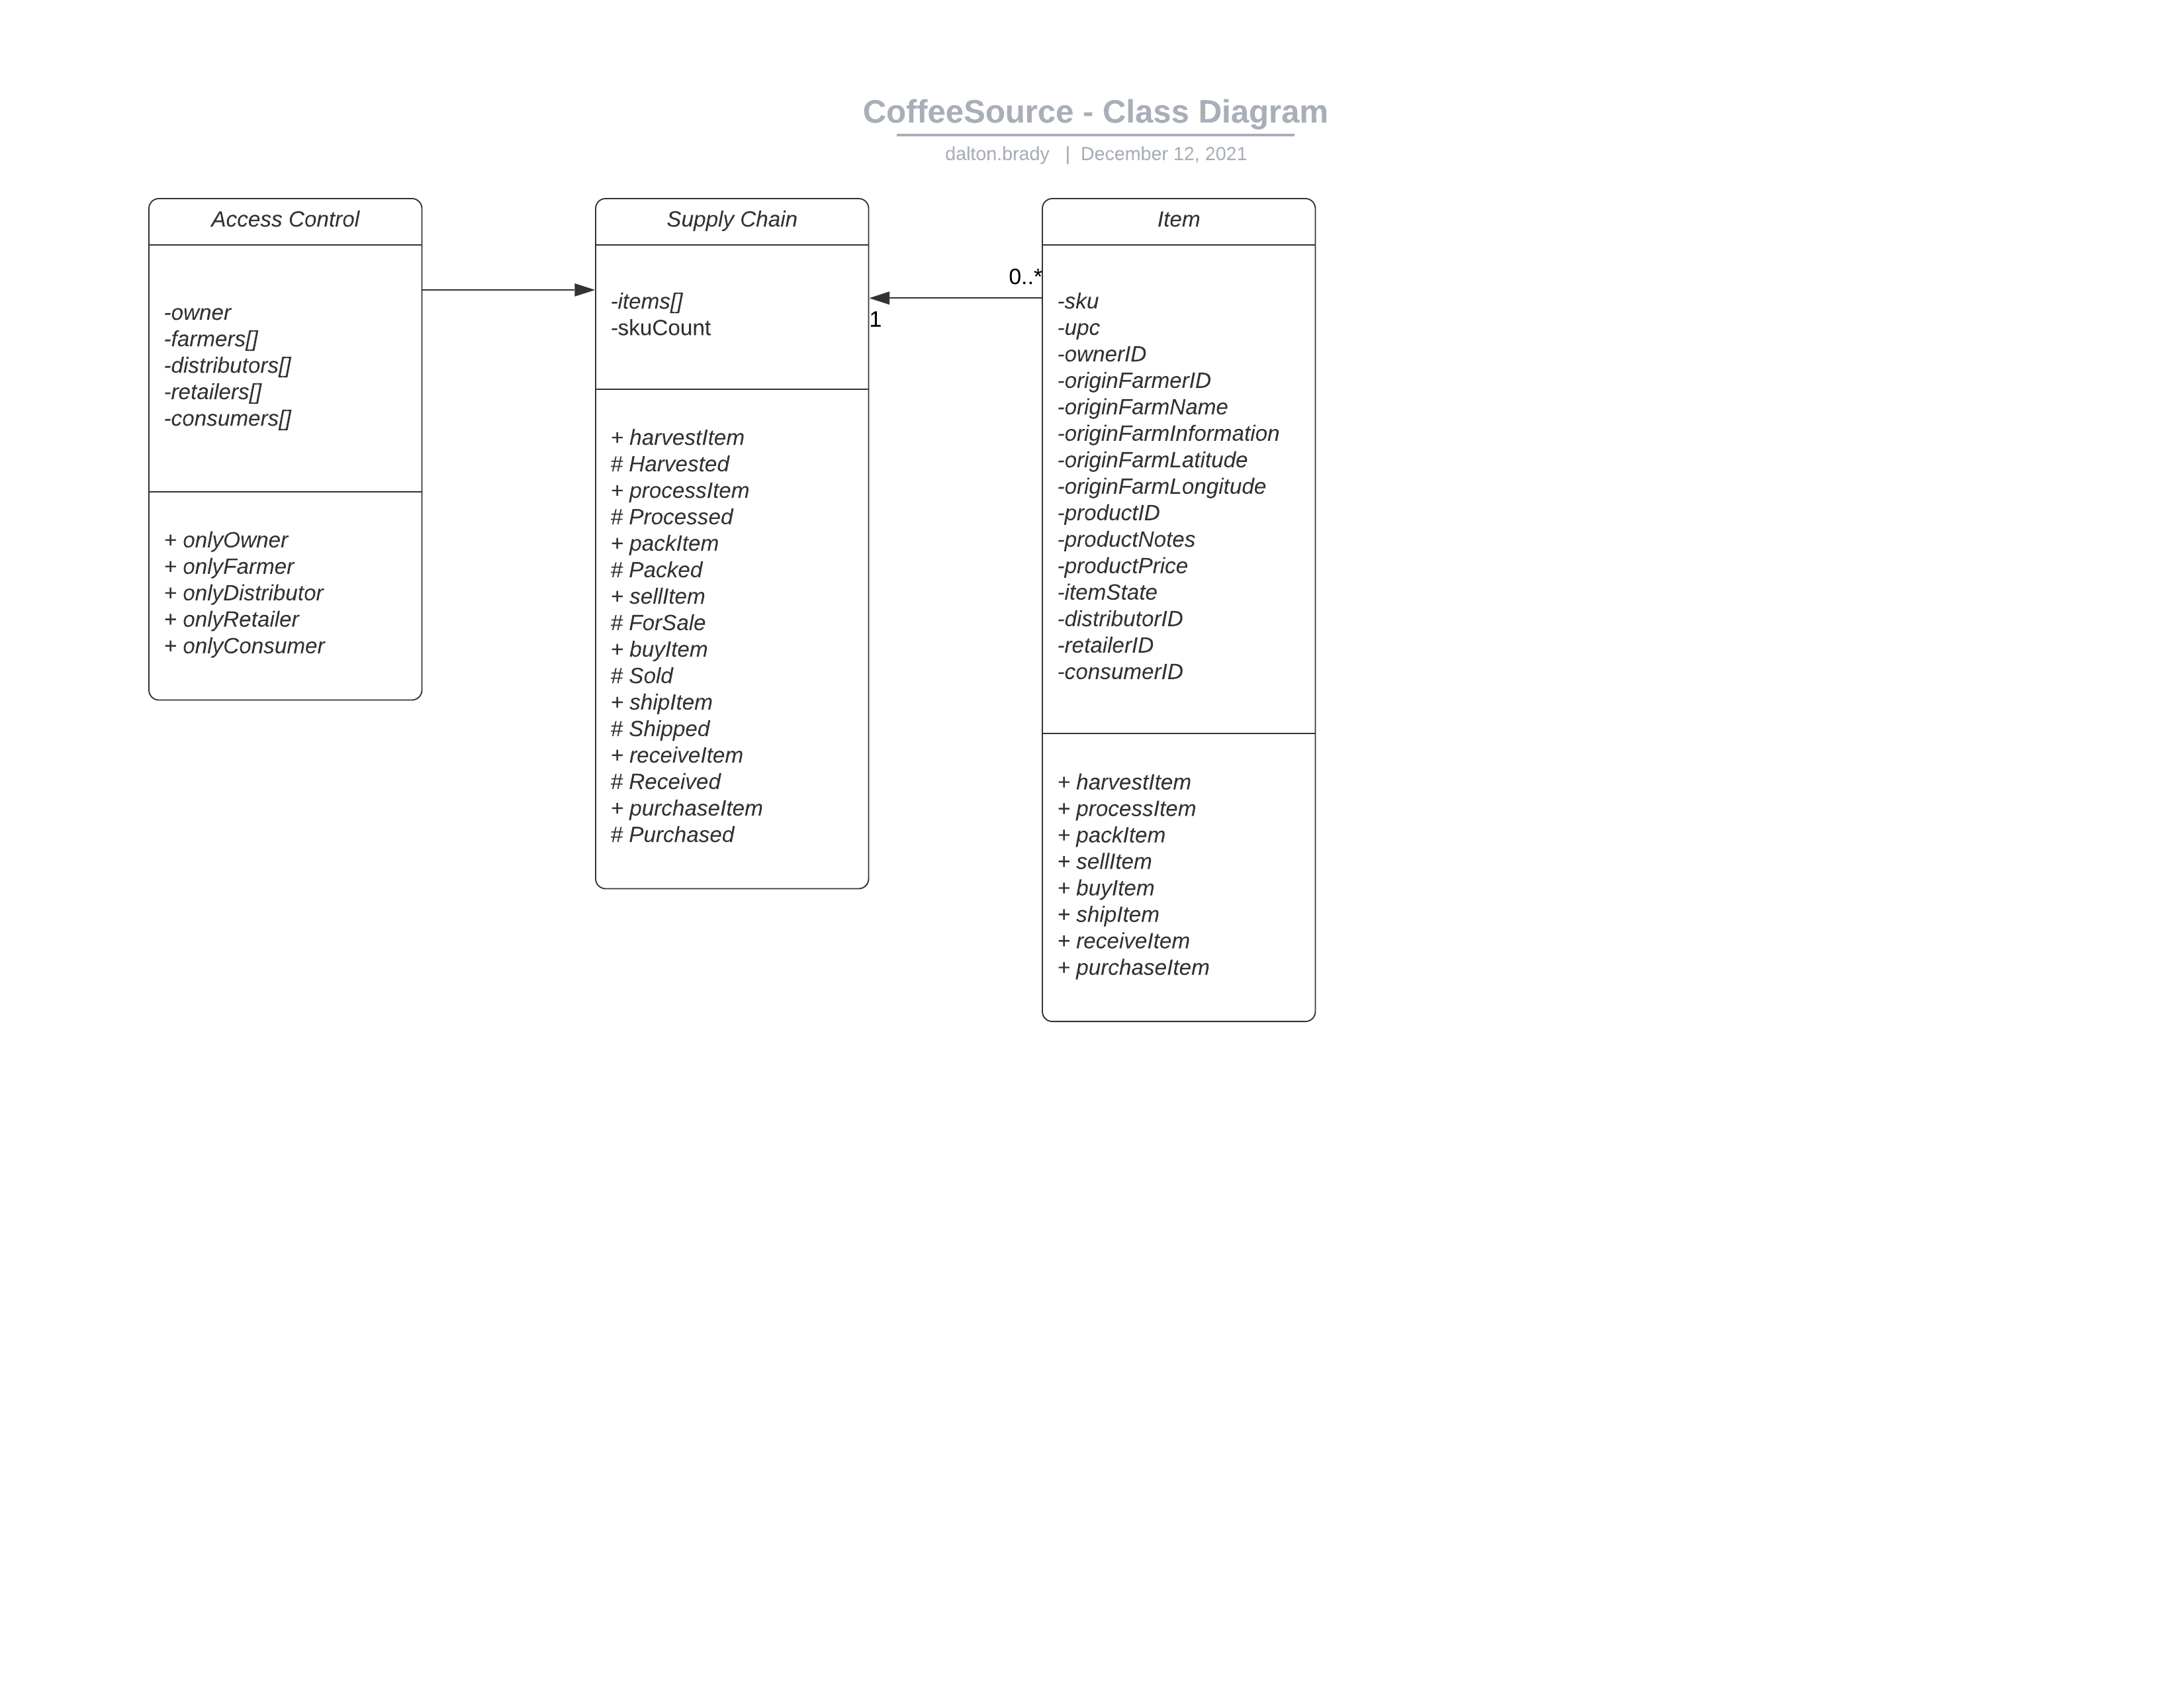 CoffeeSource - Class Diagram
dalton.brady | December 12, 2021
Access Control
-owner
-farmers[]
-distributors[]
-retailers[]
-consumers[]
+ onlyOwner
+ onlyFarmer
+ onlyDistributor
+ onlyRetailer
+ onlyConsumer
Supply Chain
-items[]
-skuCount
+ harvestItem
# Harvested
+ processItem
# Processed
+ packItem
# Packed
+ sellItem
# ForSale
+ buyItem
# Sold
+ shipItem
# Shipped
+ receiveItem
# Received
+ purchaseItem
# Purchased
0..*
1
Item
-sku
-upc
-ownerID
-originFarmerID
-originFarmName
-originFarmInformation
-originFarmLatitude
-originFarmLongitude
-productID
-productNotes
-productPrice
-itemState
-distributorID
-retailerID
-consumerID
+ harvestItem
+ processItem
+ packItem
+ sellItem
+ buyItem
+ shipItem
+ receiveItem
+ purchaseItem